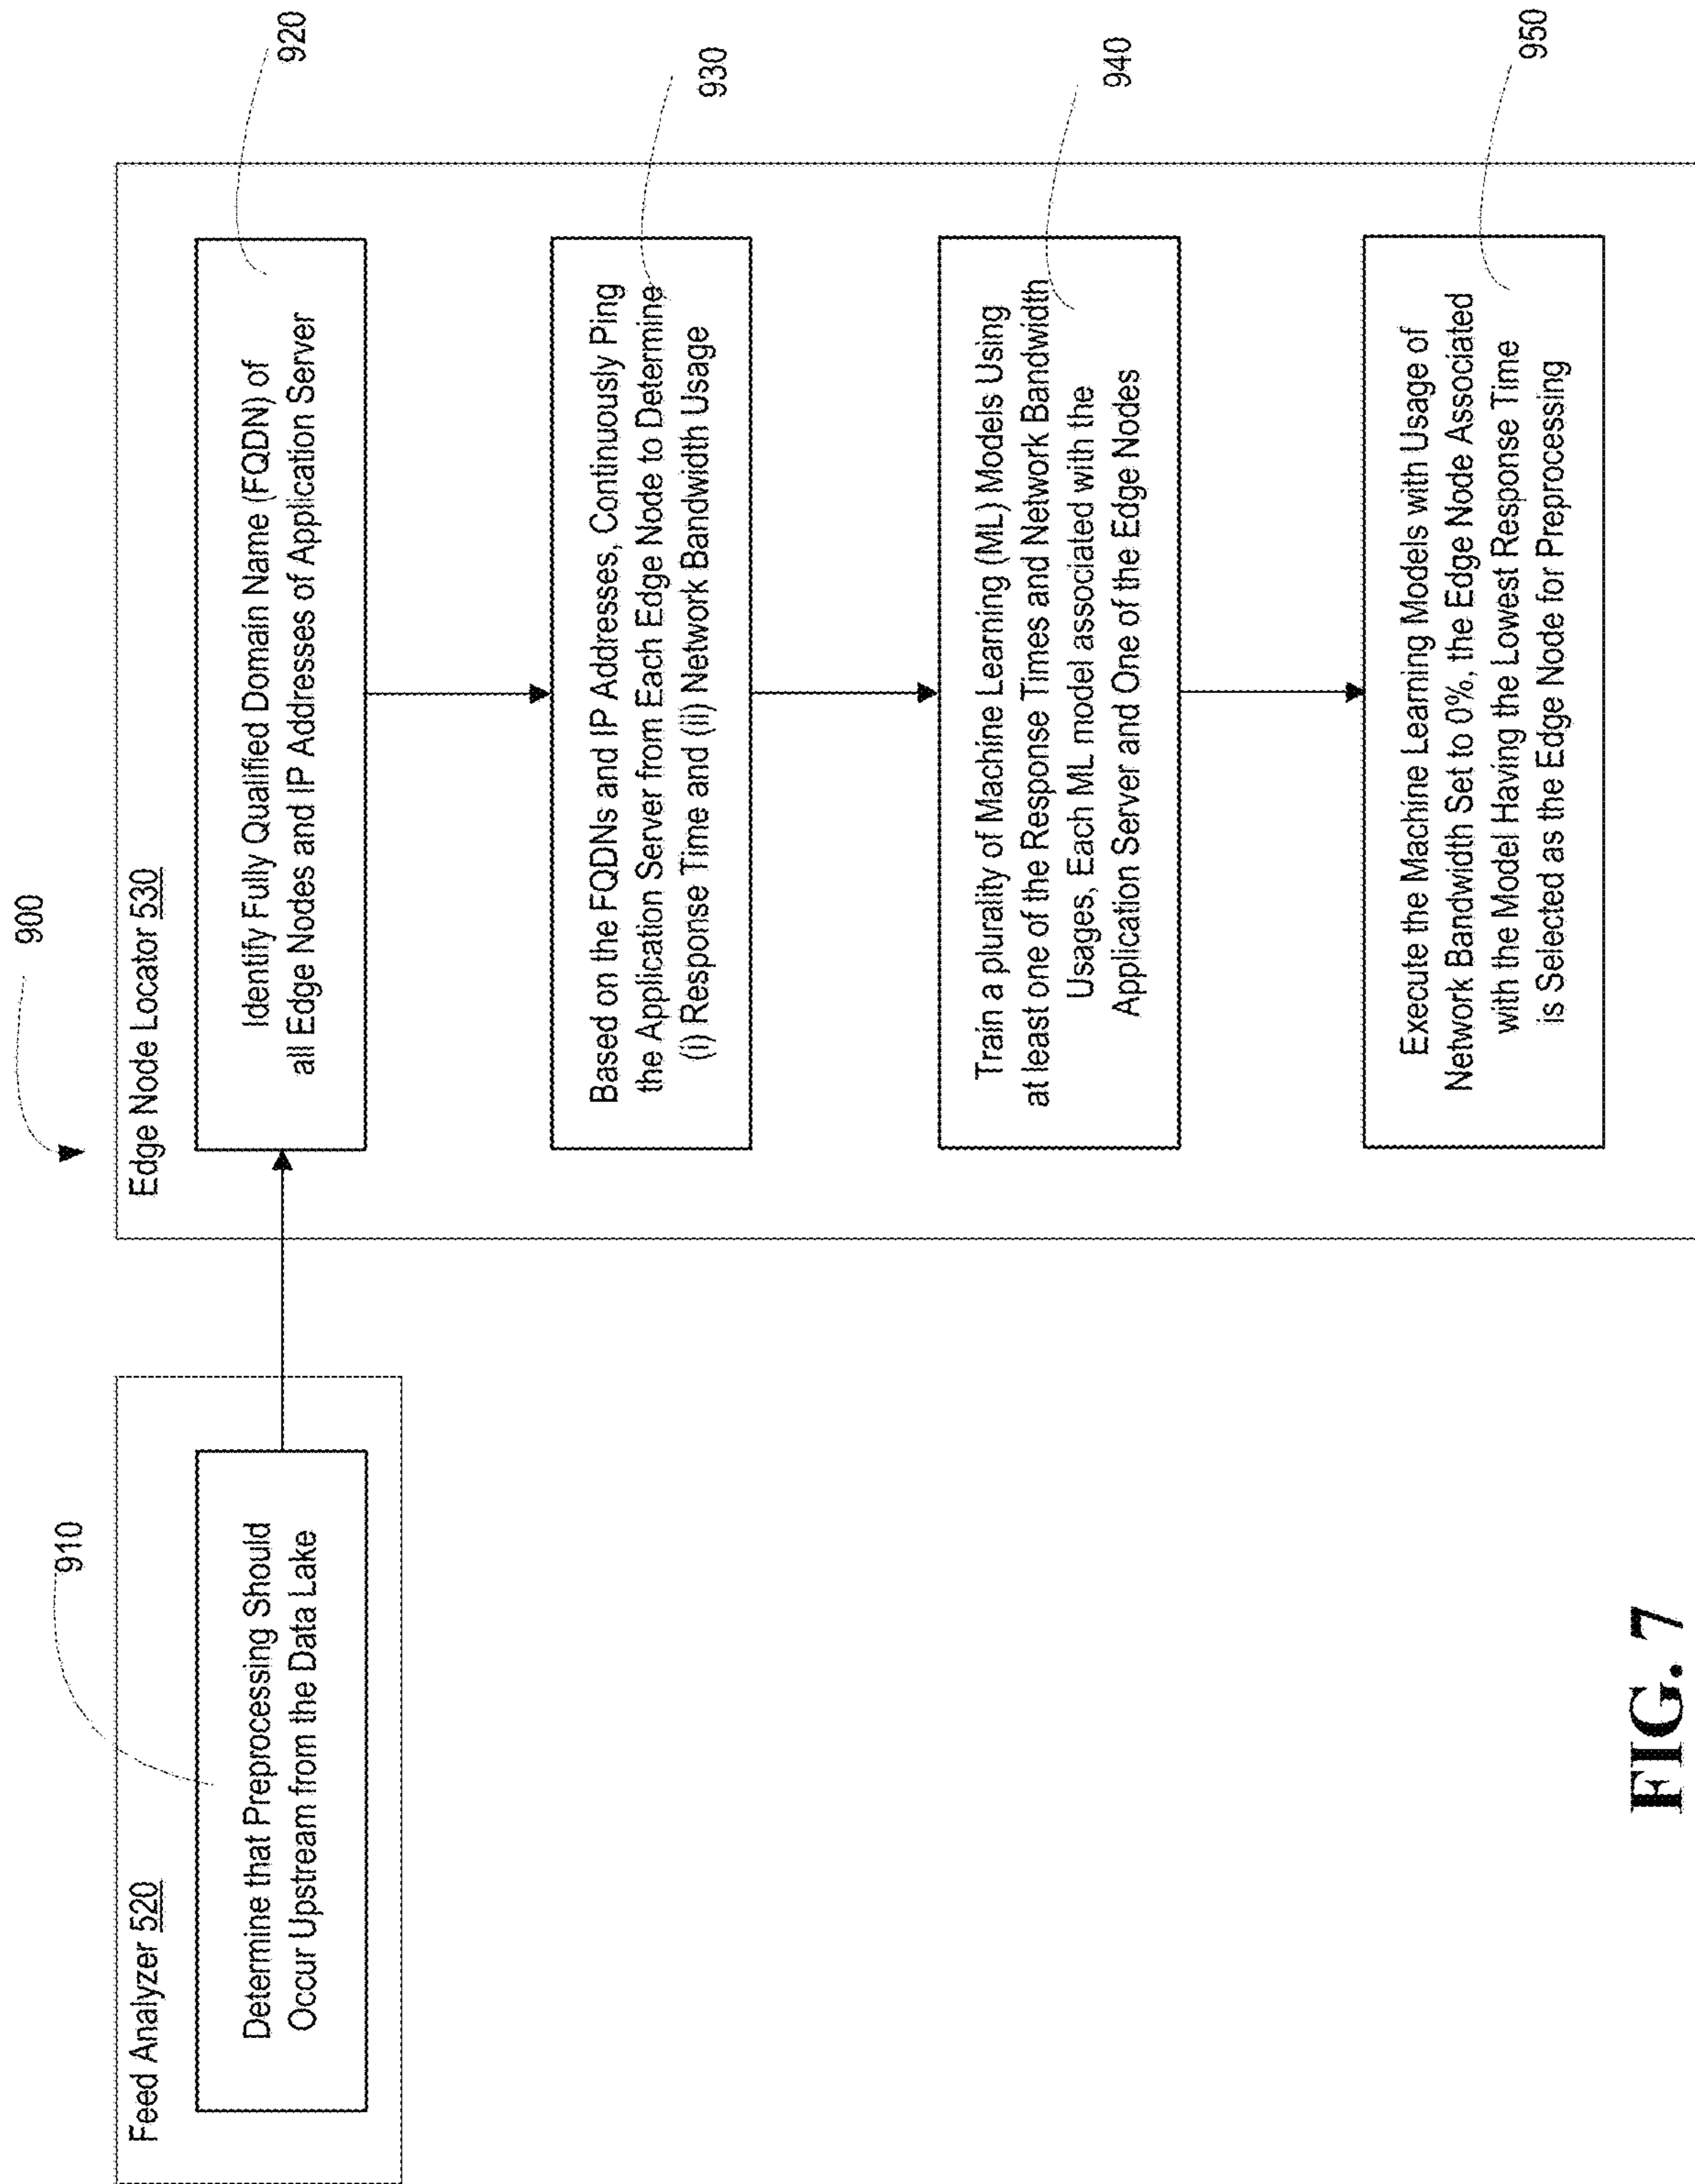 900
Feed Analyzer 520
910
Determine that Preprocessing Should
Occur Upstream from the Data Lake
Edge Node Locator 530
920
Identify Fully Qualified Domain Name (FQDN) of
all Edge Nodes and IP Addresses of Application Server
930
Based on the FQDNs and IP Addresses, Continuously Ping
the Application Server from Each Edge Node to Determine
(i) Response Time and (ii) Network Bandwidth Usage
940
Train a plurality of Machine Learning (ML) Models Using
at least one of the Response Times and Network Bandwidth
Usages, Each ML model associated with the
Application Server and One of the Edge Nodes
950
Execute the Machine Learning Models with Usage of
Network Bandwidth Set to 0%, the Edge Node Associated
with the Model Having the Lowest Response Time
is Selected as the Edge Node for Preprocessing
FIG. 7